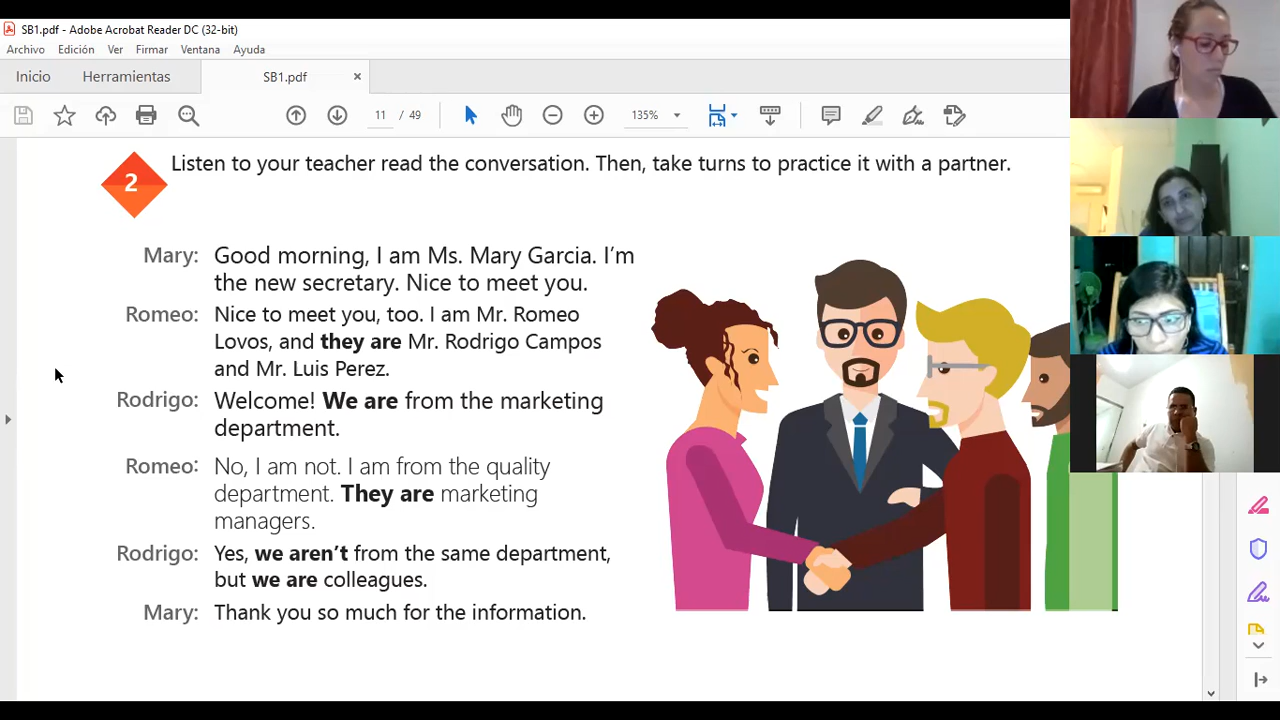 SB1.pdf - Adobe Acrobat Reader DC (32-bit)
Archivo Edición Ver Firmar Ventana Ayuda
Inicio Herramientas SB1.pdf ×
11 / 49 135%
2 Listen to your teacher read the conversation. Then, take turns to practice it with a partner.
Mary: Good morning, I am Ms. Mary Garcia. I'm
the new secretary. Nice to meet you.
Romeo: Nice to meet you, too. I am Mr. Romeo
Lovos, and they are Mr. Rodrigo Campos
and Mr. Luis Perez.
Rodrigo: Welcome! We are from the marketing
department.
Romeo: No, I am not. I am from the quality
department. They are marketing
managers.
Rodrigo: Yes, we aren't from the same department,
but we are colleagues.
Mary: Thank you so much for the information.